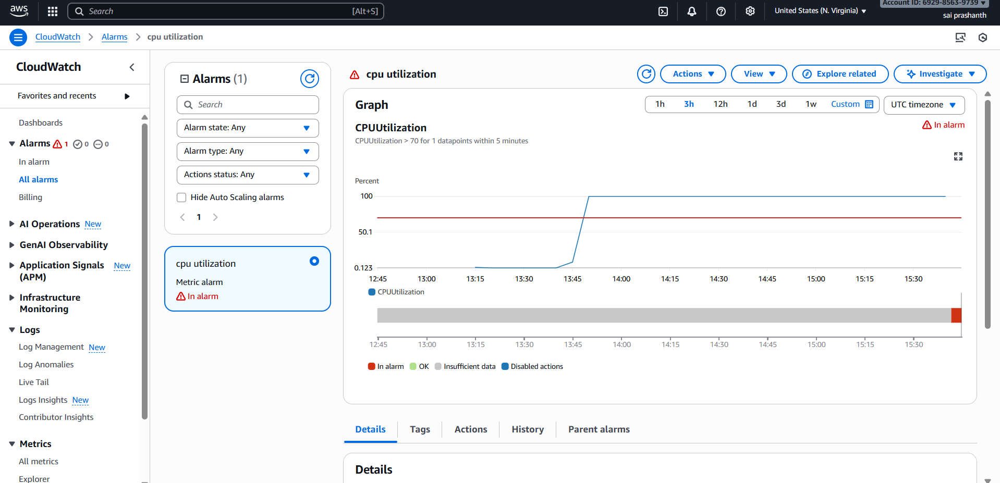 aws
Search [Alt+S]
United States (N. Virginia)
Account ID: 6929-8563-9739
sai prashanth
CloudWatch > Alarms > cpu utilization
CloudWatch
Favorites and recents
Dashboards
Alarms 1 0 0
In alarm
All alarms
Billing
AI Operations New
GenAI Observability
Application Signals New
(APM)
Infrastructure
Monitoring
Logs
Log Management New
Log Anomalies
Live Tail
Logs Insights New
Contributor Insights
Metrics
All metrics
Explorer
Alarms (1)
Search
Alarm state: Any
Alarm type: Any
Actions status: Any
Hide Auto Scaling alarms
1
cpu utilization
Metric alarm
In alarm
cpu utilization
Actions
View
Explore related
Investigate
Graph
1h 3h 12h 1d 3d 1w Custom
UTC timezone
CPUUtilization
In alarm
CPUUtilization > 70 for 1 datapoints within 5 minutes
Percent
100
50.1
0.123
12:45 13:00 13:15 13:30 13:45 14:00 14:15 14:30 14:45 15:00 15:15 15:30
CPUUtilization
12:45 13:00 13:15 13:30 13:45 14:00 14:15 14:30 14:45 15:00 15:15 15:30
In alarm OK Insufficient data Disabled actions
Details Tags Actions History Parent alarms
Details